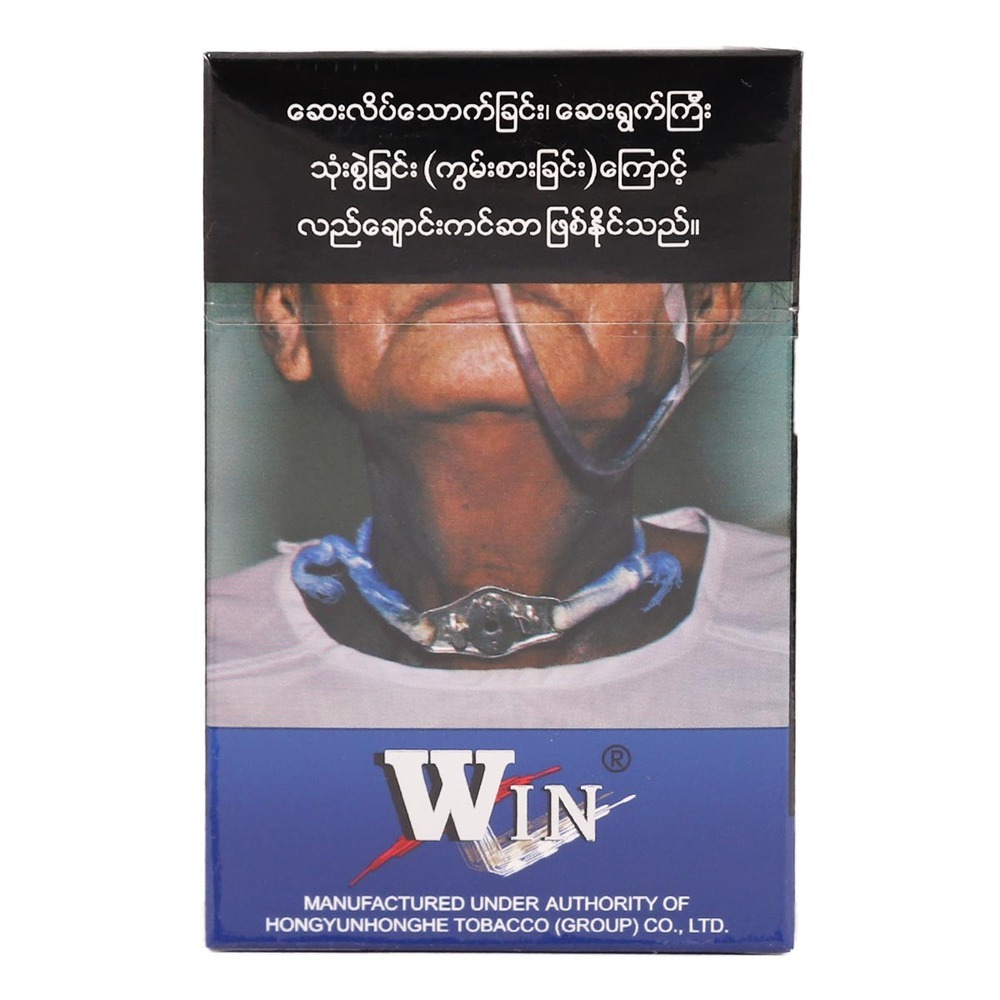 ဆေးလိပ်သောက်ခြင်း၊ ဆေးရွက်ကြီး
သုံးစွဲခြင်း (ကွမ်းစားခြင်း) ကြောင့်
လည်ချောင်းကင်ဆာ ဖြစ်နိုင်သည်။
WIN ®
MANUFACTURED UNDER AUTHORITY OF
HONGYUNHONGHE TOBACCO (GROUP) CO., LTD.